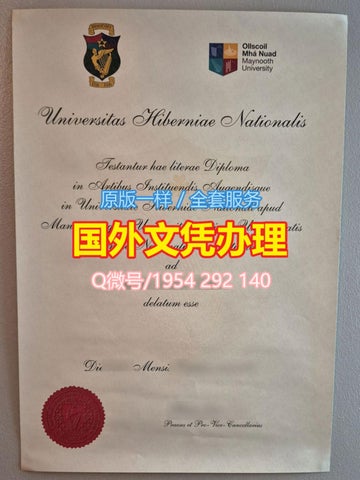 Ollscoil
Mhá Nuad
Maynooth
University
Universitas Hiberniae Nationalis
Testantur hae literae Diploma
in Artibus Instituendis Augendisque
原版一样 / 全套服务
国外文凭办理
ad
Q微号/1954 292 140
delatum esse
Die Mensi
Praeses et Pro-Vice-Cancellarius